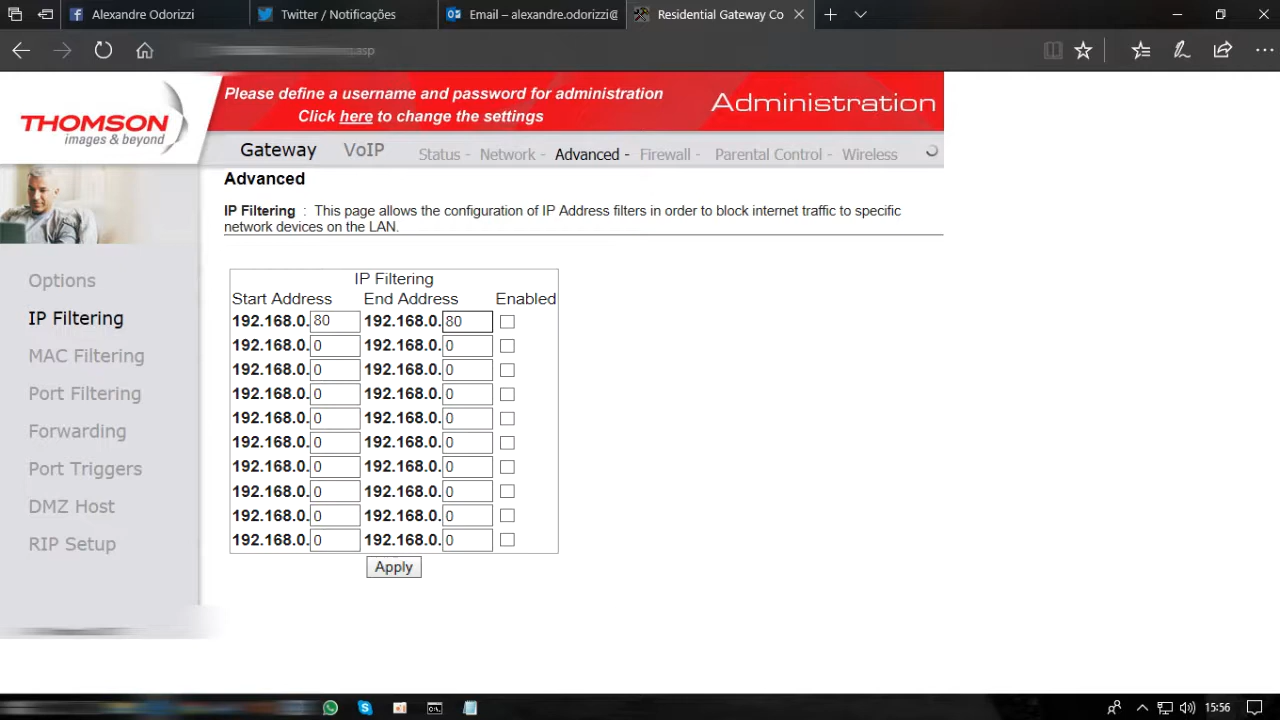 Alexandre Odorizzi
Twitter / Notificações
Email – alexandre.odorizzi@
Residential Gateway Co
.asp
THOMSON
images & beyond
Please define a username and password for administration
Click here to change the settings
Administration
Gateway VoIP Status - Network - Advanced - Firewall - Parental Control - Wireless
Advanced
IP Filtering : This page allows the configuration of IP Address filters in order to block internet traffic to specific
network devices on the LAN.
Options
IP Filtering
MAC Filtering
Port Filtering
Forwarding
Port Triggers
DMZ Host
RIP Setup
IP Filtering
Start Address End Address Enabled
192.168.0. 80 192.168.0. 80
192.168.0. 0 192.168.0. 0
192.168.0. 0 192.168.0. 0
192.168.0. 0 192.168.0. 0
192.168.0. 0 192.168.0. 0
192.168.0. 0 192.168.0. 0
192.168.0. 0 192.168.0. 0
192.168.0. 0 192.168.0. 0
192.168.0. 0 192.168.0. 0
192.168.0. 0 192.168.0. 0
Apply
15:56